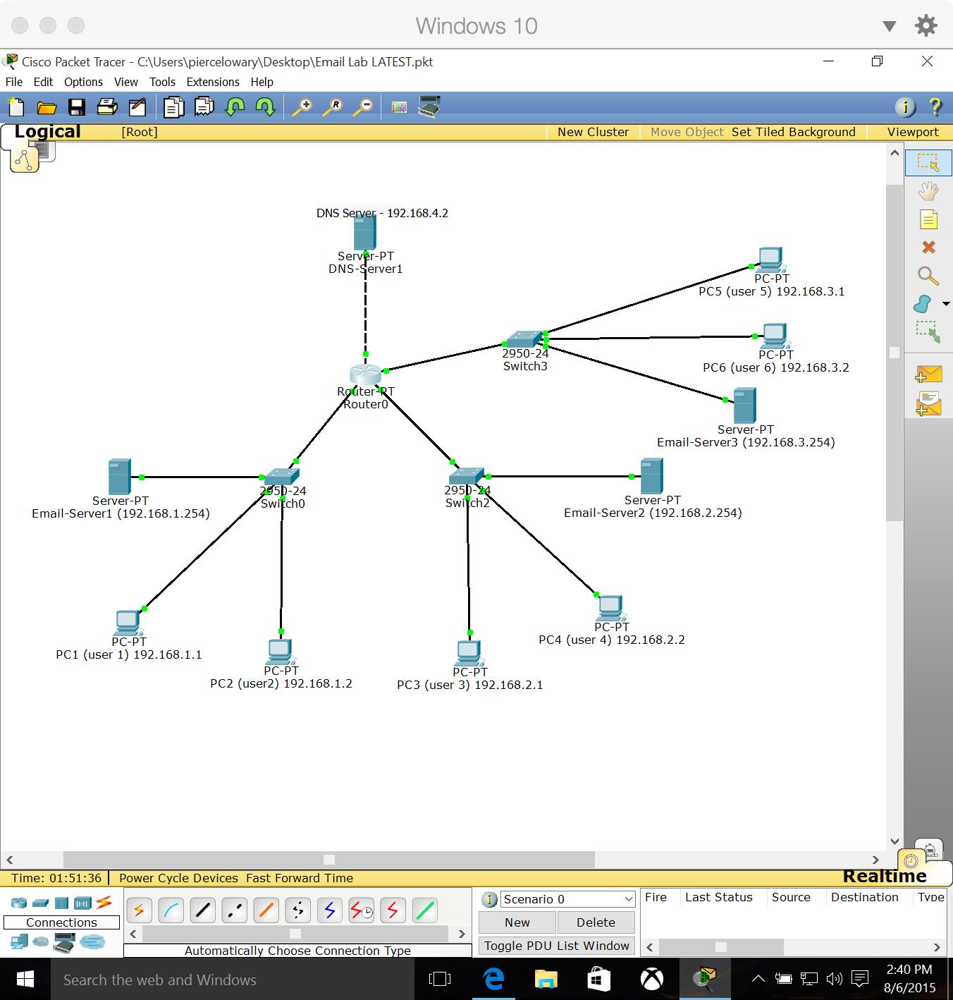 Windows 10
Cisco Packet Tracer - C:\Users\piercelowary\Desktop\Email Lab LATEST.pkt
File Edit Options View Tools Extensions Help
Logical [Root] New Cluster Move Object Set Tiled Background Viewport
DNS Server - 192.168.4.2
Server-PT
DNS-Server1
PC-PT
PC5 (user 5) 192.168.3.1
2950-24
Switch3
PC-PT
PC6 (user 6) 192.168.3.2
Router-PT
Router0
Server-PT
Email-Server3 (192.168.3.254)
Server-PT
Email-Server1 (192.168.1.254)
2950-24
Switch0
2950-24
Switch2
Server-PT
Email-Server2 (192.168.2.254)
PC-PT
PC1 (user 1) 192.168.1.1
PC-PT
PC2 (user2) 192.168.1.2
PC-PT
PC3 (user 3) 192.168.2.1
PC-PT
PC4 (user 4) 192.168.2.2
Time: 01:51:36 Power Cycle Devices Fast Forward Time Realtime
Connections
Automatically Choose Connection Type
Scenario 0
New Delete
Toggle PDU List Window
Fire Last Status Source Destination Type
Search the web and Windows
2:40 PM
8/6/2015